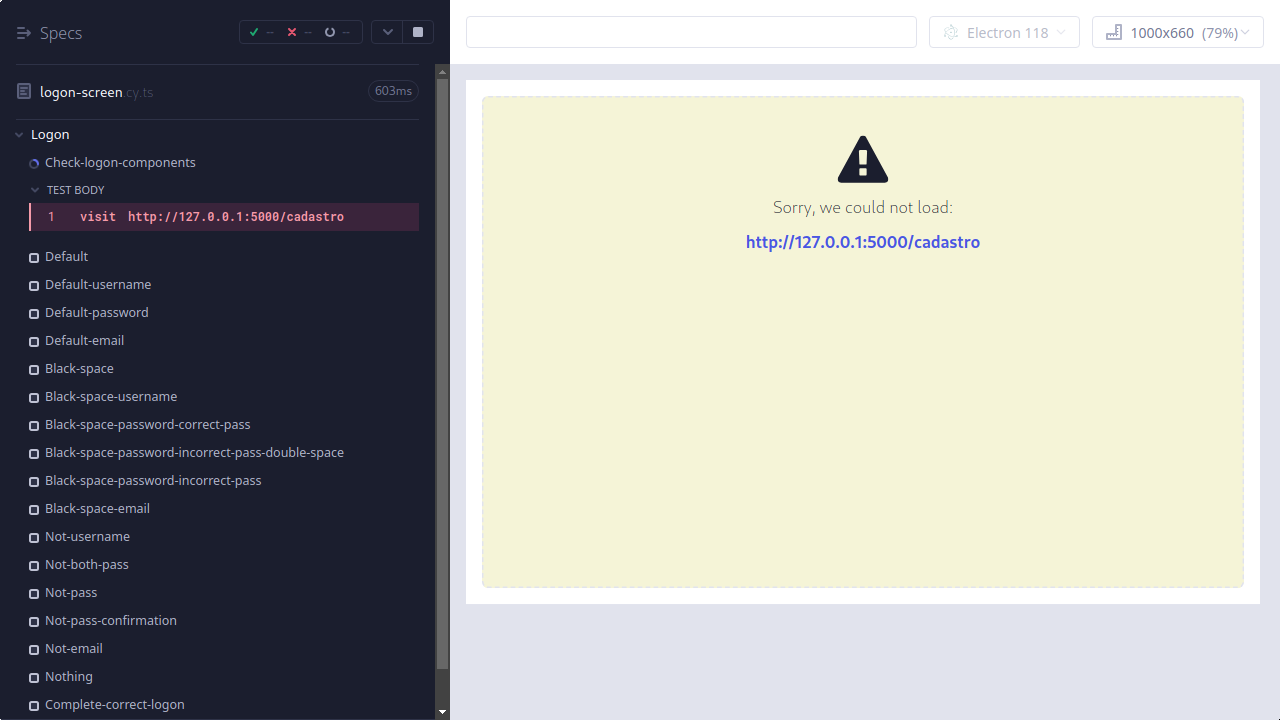 Specs
--
--
--
logon-screen.cy.ts
603ms
Logon
Check-logon-components
TEST BODY
1 visit http://127.0.0.1:5000/cadastro
Default
Default-username
Default-password
Default-email
Black-space
Black-space-username
Black-space-password-correct-pass
Black-space-password-incorrect-pass-double-space
Black-space-password-incorrect-pass
Black-space-email
Not-username
Not-both-pass
Not-pass
Not-pass-confirmation
Not-email
Nothing
Complete-correct-logon
Electron 118
1000x660 (79%)
Sorry, we could not load:
http://127.0.0.1:5000/cadastro